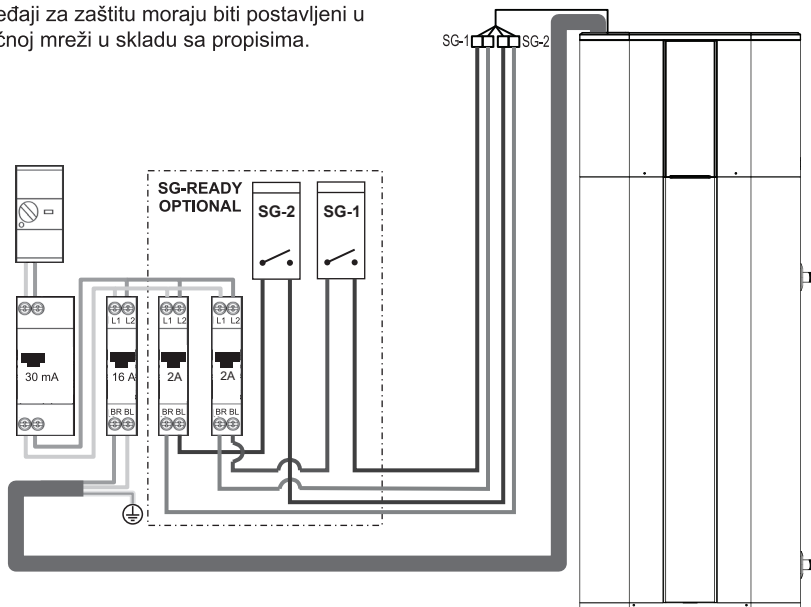 eđaji za zaštitu moraju biti postavljeni u
čnoj mreži u skladu sa propisima.
SG-1 SG-2
SG-READY
OPTIONAL
SG-2 SG-1
L1 L2 L1 L2 L1 L2
30 mA 16 A 2A 2A
BR BL BR BL BR BL